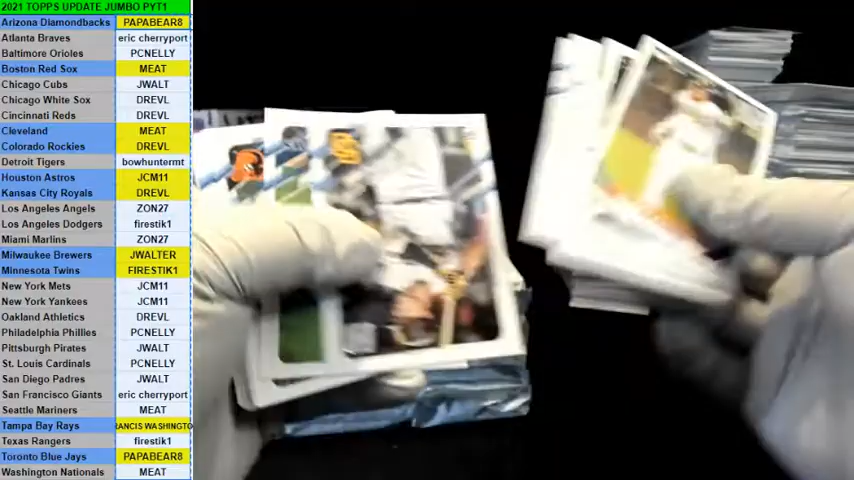 2021 TOPPS UPDATE JUMBO PYT1
Arizona Diamondbacks PAPABEAR8
Atlanta Braves eric cherryport
Baltimore Orioles PCNELLY
Boston Red Sox MEAT
Chicago Cubs JWALT
Chicago White Sox DREVL
Cincinnati Reds DREVL
Cleveland MEAT
Colorado Rockies DREVL
Detroit Tigers bowhuntermt
Houston Astros JCM11
Kansas City Royals DREVL
Los Angeles Angels ZON27
Los Angeles Dodgers firestik1
Miami Marlins ZON27
Milwaukee Brewers JWALTER
Minnesota Twins FIRESTIK1
New York Mets JCM11
New York Yankees JCM11
Oakland Athletics DREVL
Philadelphia Phillies PCNELLY
Pittsburgh Pirates JWALT
St. Louis Cardinals PCNELLY
San Diego Padres JWALT
San Francisco Giants eric cherryport
Seattle Mariners MEAT
Tampa Bay Rays RANCIS WASHINGTO
Texas Rangers firestik1
Toronto Blue Jays PAPABEAR8
Washington Nationals MEAT